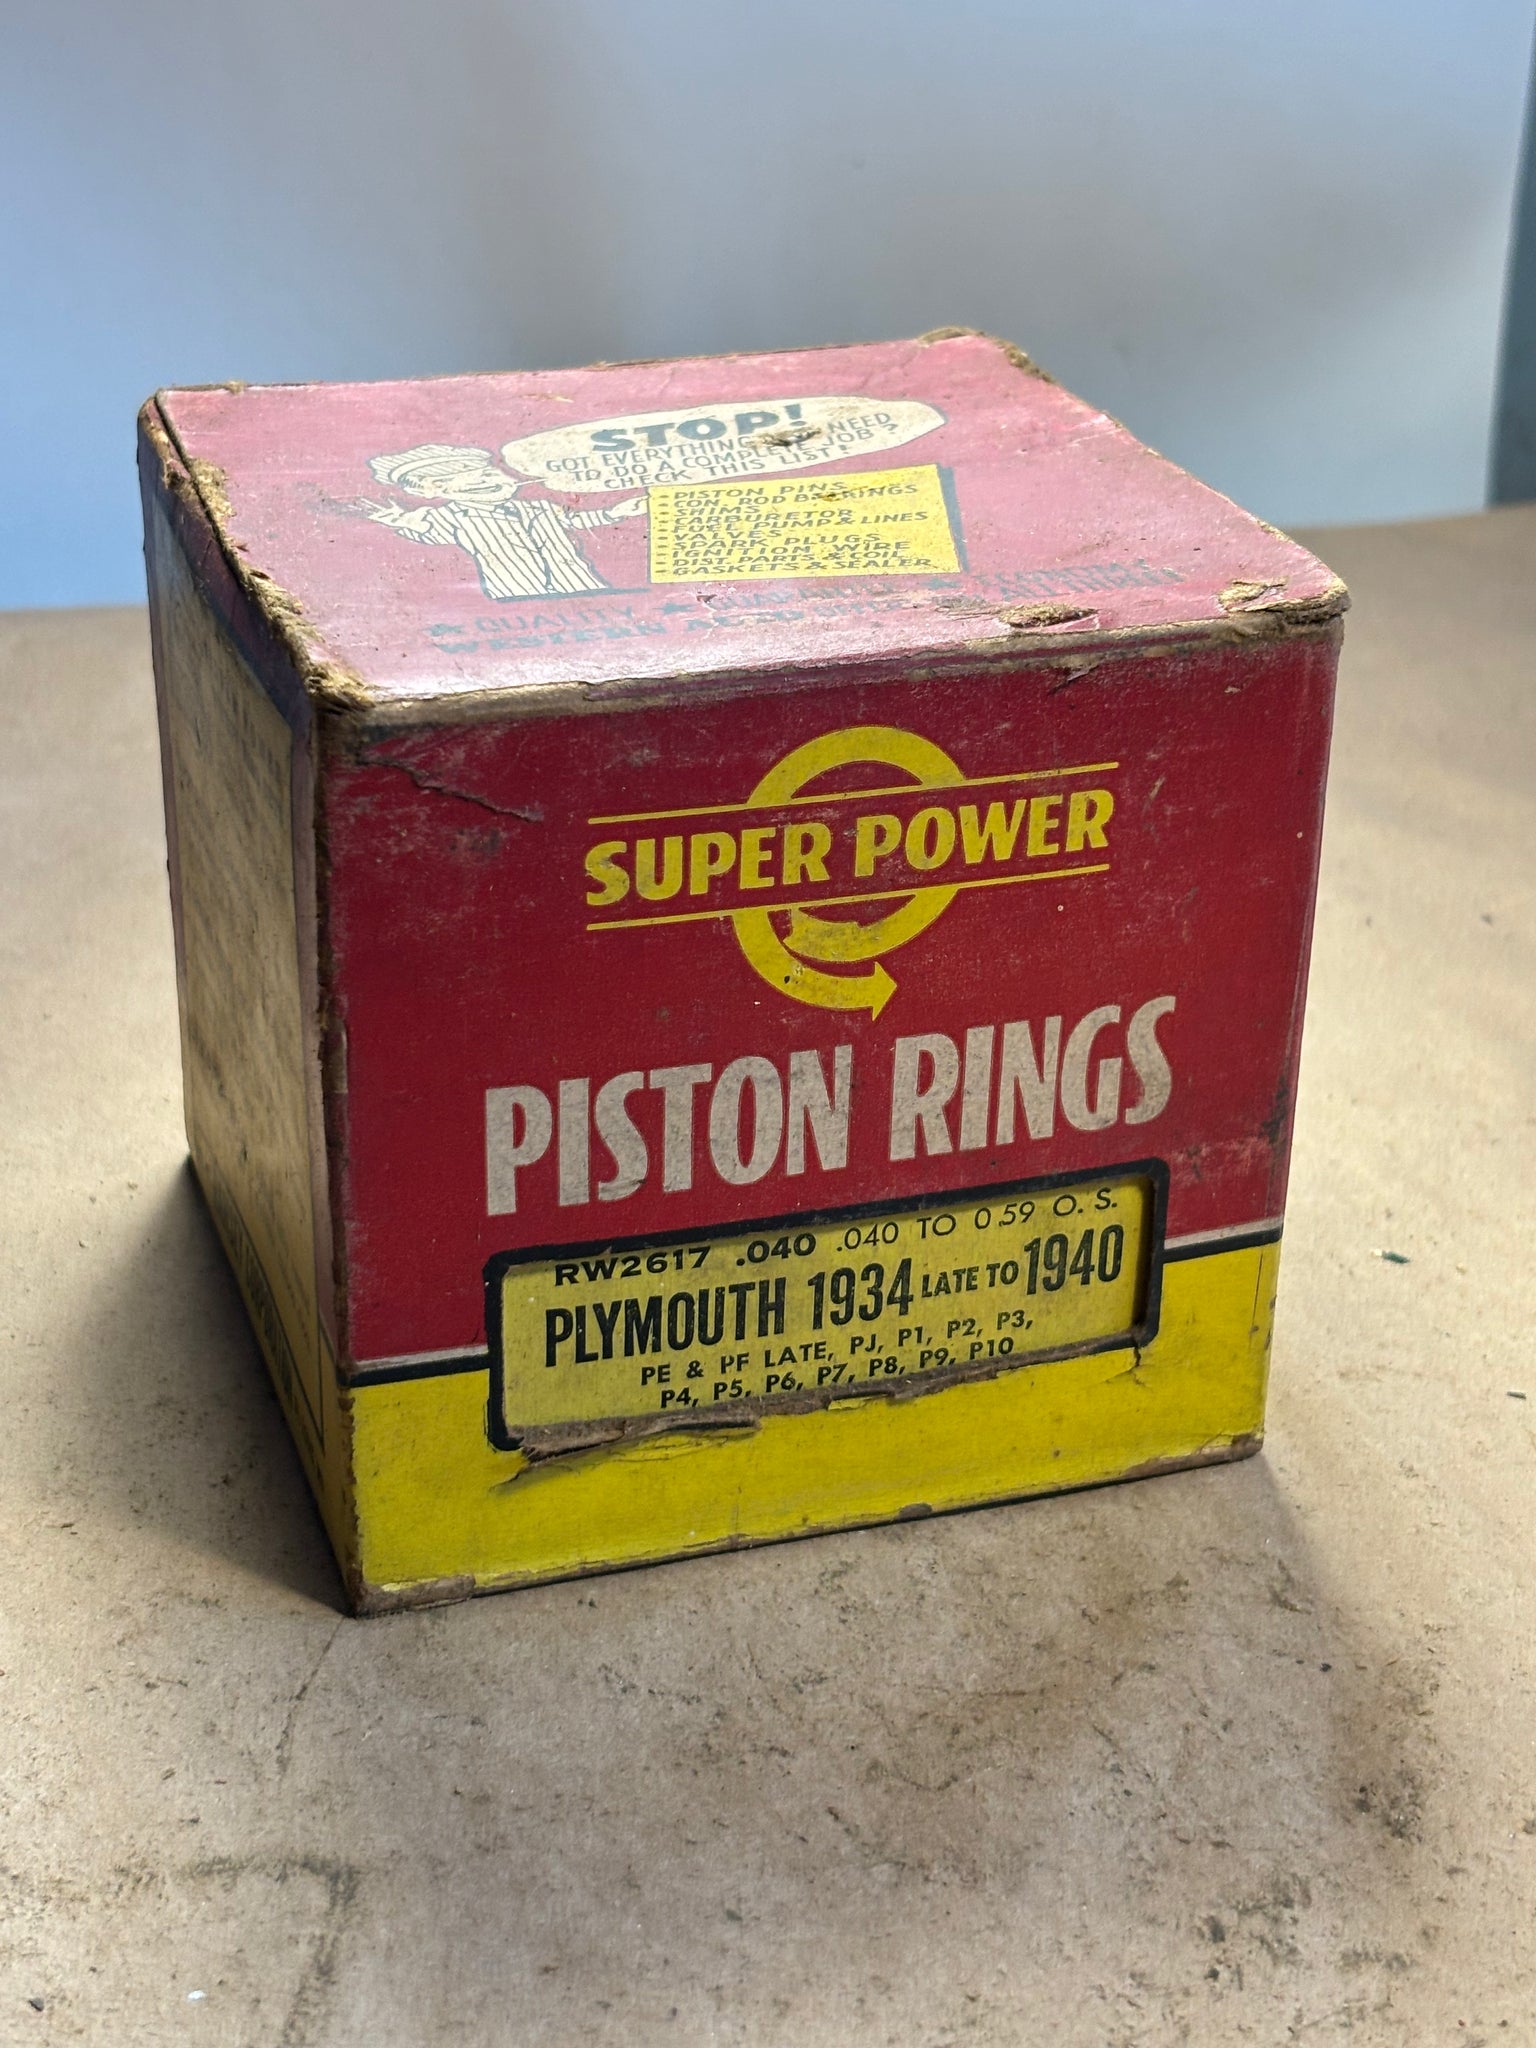 STOP!
GOT EVERYTHING NEED
TO DO A COMPLETE JOB?
CHECK THIS LIST!
PISTON PINS
CON. ROD BEARINGS
SHIMS
CARBURETOR
FUEL PUMP & LINES
VALVES
SPARK PLUGS
IGNITION WIRE
DIST. PARTS & COIL
GASKETS & SEALER
★ QUALITY ★ ★
WESTERN AUTO
SUPER POWER
PISTON RINGS
RW2617 .040 .040 TO 0.59 O. S.
PLYMOUTH 1934 LATE TO 1940
PE & PF LATE, PJ, P1, P2, P3,
P4, P5, P6, P7, P8, P9, P10